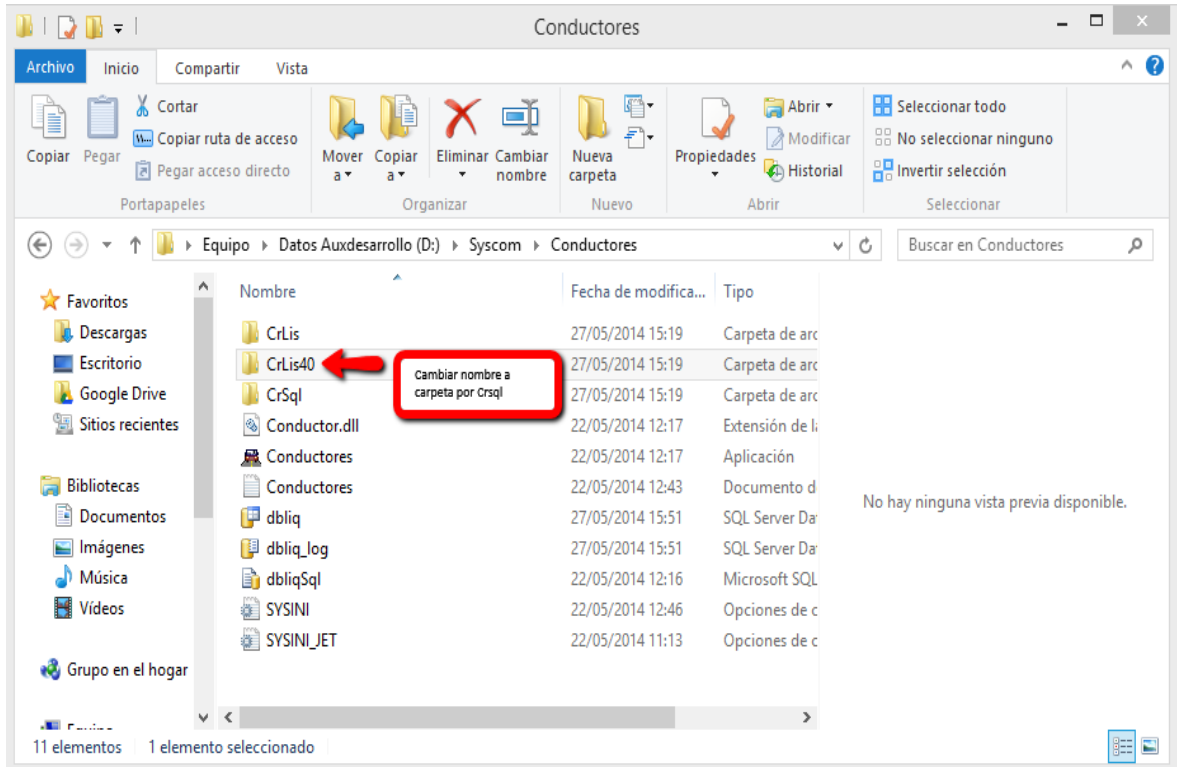 Conductores
Archivo Inicio Compartir Vista
Copiar
Pegar
Cortar
Copiar ruta de acceso
Pegar acceso directo
Portapapeles
Mover a
Copiar a
Eliminar
Cambiar nombre
Organizar
Nueva carpeta
Nuevo
Propiedades
Abrir
Modificar
Historial
Abrir
Seleccionar todo
No seleccionar ninguno
Invertir selección
Seleccionar
Equipo Datos Auxdesarrollo (D:) Syscom Conductores
Buscar en Conductores
Favoritos
Descargas
Escritorio
Google Drive
Sitios recientes
Bibliotecas
Documentos
Imágenes
Música
Vídeos
Grupo en el hogar
Nombre Fecha de modifica... Tipo
CrLis 27/05/2014 15:19 Carpeta de arc
CrLis40 27/05/2014 15:19 Carpeta de arc
CrSql 27/05/2014 15:19 Carpeta de arc
Conductor.dll 22/05/2014 12:17 Extensión de la
Conductores 22/05/2014 12:17 Aplicación
Conductores 22/05/2014 12:43 Documento d
dbliq 27/05/2014 15:51 SQL Server Da
dbliq_log 27/05/2014 15:51 SQL Server Da
dbliqSql 22/05/2014 12:16 Microsoft SQL
SYSINI 22/05/2014 12:46 Opciones de c
SYSINI_JET 22/05/2014 11:13 Opciones de c
Cambiar nombre a
carpeta por Crsql
No hay ninguna vista previa disponible.
11 elementos 1 elemento seleccionado